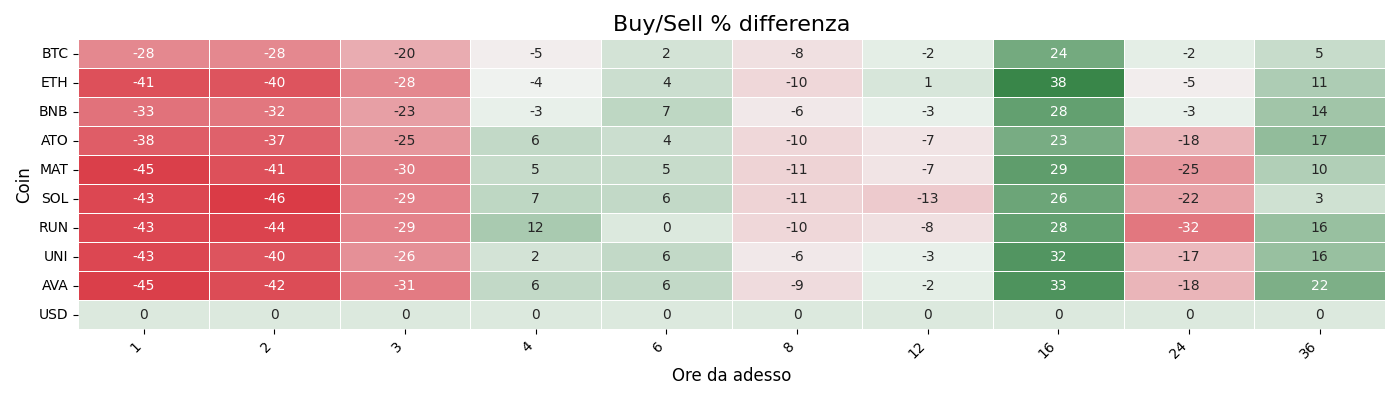 Buy/Sell % differenza
Coin
BTC -28 -28 -20 -5 2 -8 -2 24 -2 5
ETH -41 -40 -28 -4 4 -10 1 38 -5 11
BNB -33 -32 -23 -3 7 -6 -3 28 -3 14
ATO -38 -37 -25 6 4 -10 -7 23 -18 17
MAT -45 -41 -30 5 5 -11 -7 29 -25 10
SOL -43 -46 -29 7 6 -11 -13 26 -22 3
RUN -43 -44 -29 12 0 -10 -8 28 -32 16
UNI -43 -40 -26 2 6 -6 -3 32 -17 16
AVA -45 -42 -31 6 6 -9 -2 33 -18 22
USD 0 0 0 0 0 0 0 0 0 0
1 2 3 4 6 8 12 16 24 36
Ore da adesso